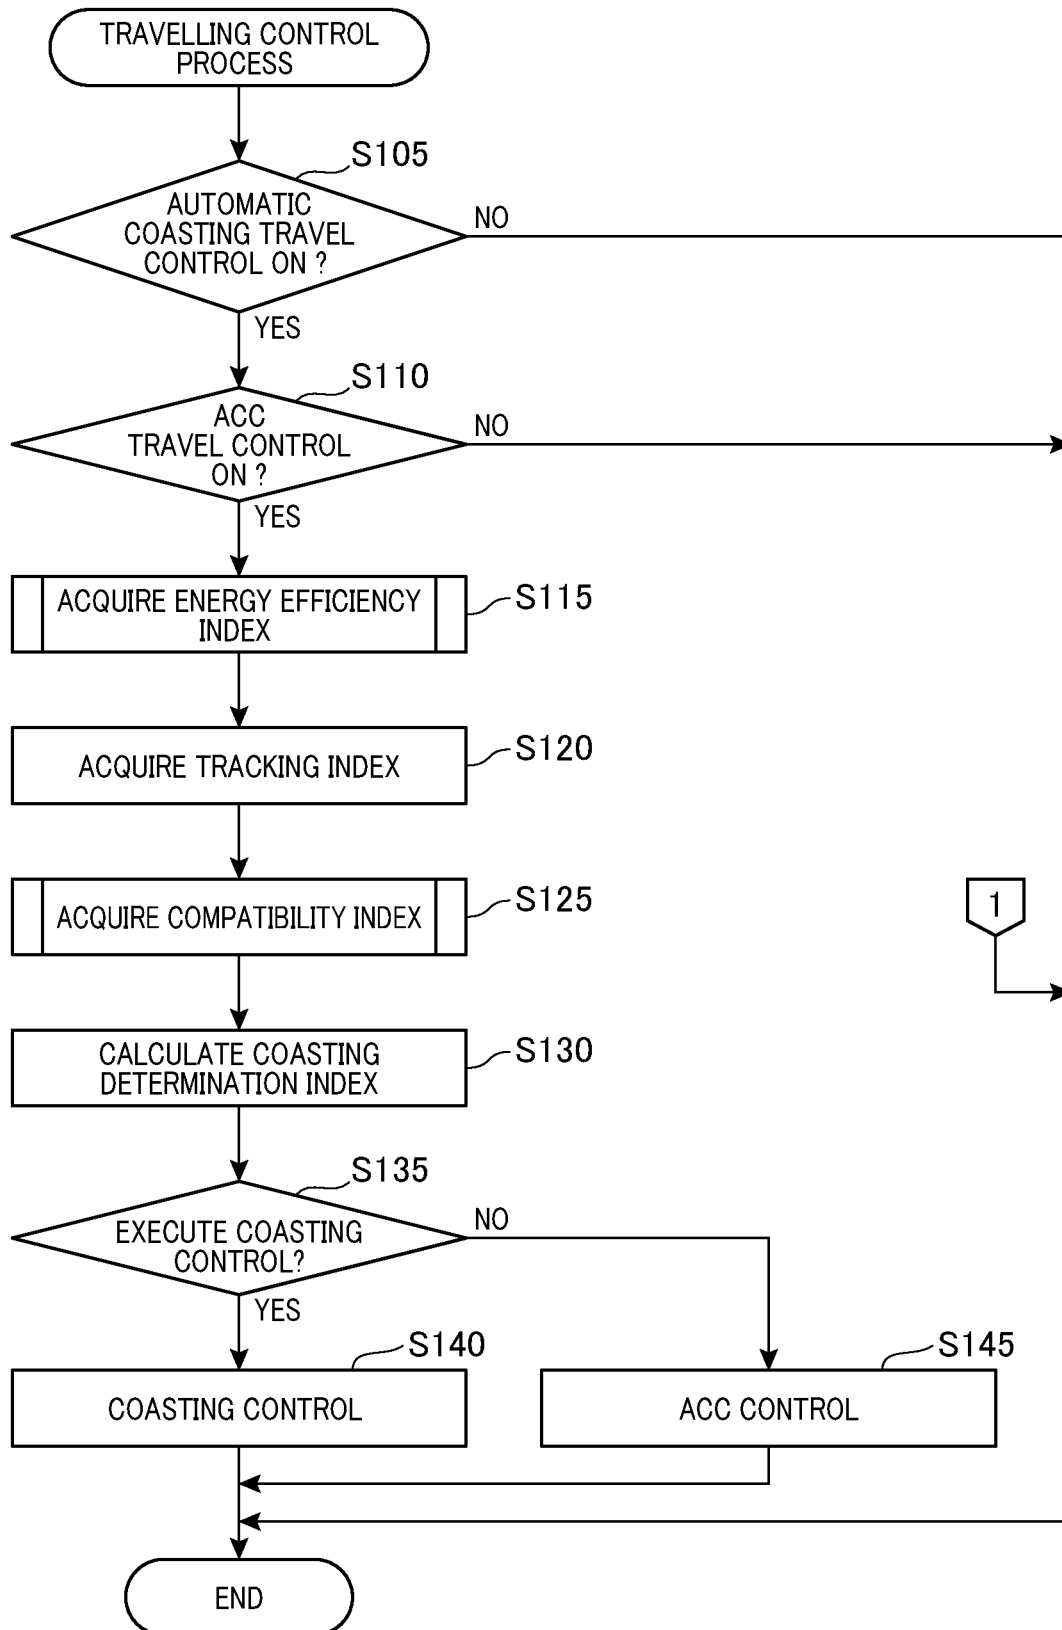 TRAVELLING CONTROL
PROCESS
S105
AUTOMATIC
COASTING TRAVEL
CONTROL ON ?
NO
YES
S110
ACC
TRAVEL CONTROL
ON ?
NO
YES
ACQUIRE ENERGY EFFICIENCY
INDEX
S115
ACQUIRE TRACKING INDEX
S120
ACQUIRE COMPATIBILITY INDEX
S125
1
CALCULATE COASTING
DETERMINATION INDEX
S130
S135
EXECUTE COASTING
CONTROL?
NO
YES
S140
COASTING CONTROL
S145
ACC CONTROL
END